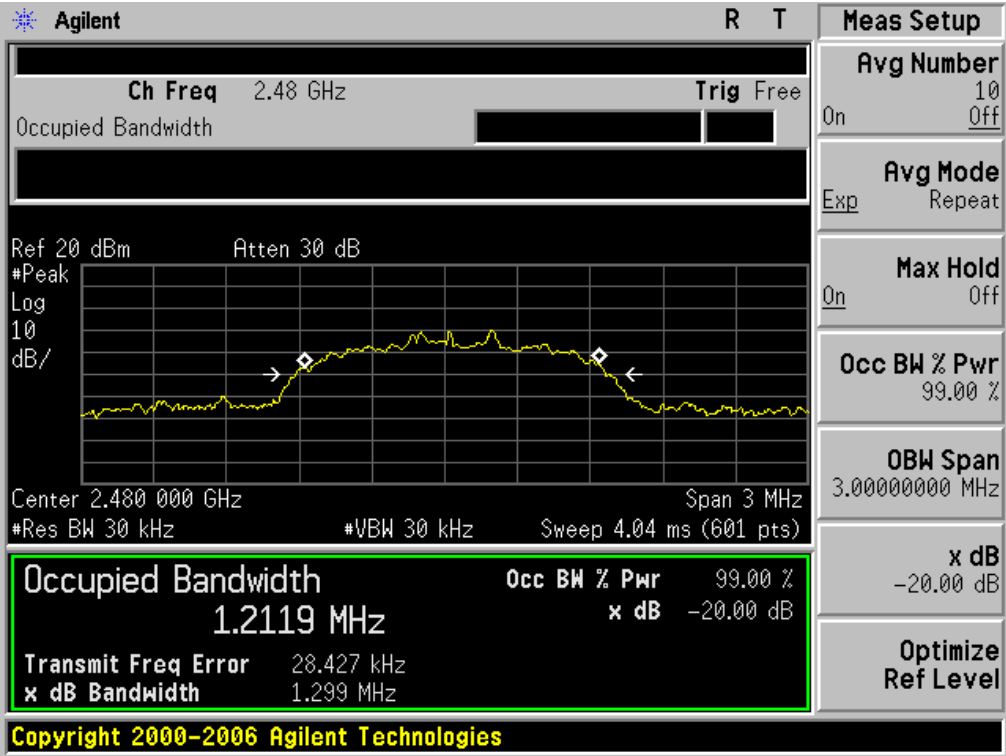 Agilent R T
Ch Freq 2.48 GHz Trig Free
Occupied Bandwidth
Ref 20 dBm Atten 30 dB
#Peak
Log
10
dB/
Center 2.480 000 GHz Span 3 MHz
#Res BW 30 kHz #VBW 30 kHz Sweep 4.04 ms (601 pts)
Occupied Bandwidth Occ BW % Pwr 99.00 %
1.2119 MHz x dB -20.00 dB
Transmit Freq Error 28.427 kHz
x dB Bandwidth 1.299 MHz
Copyright 2000-2006 Agilent Technologies
Meas Setup
Avg Number
10
On Off
Avg Mode
Exp Repeat
Max Hold
On Off
Occ BW % Pwr
99.00 %
OBW Span
3.00000000 MHz
x dB
-20.00 dB
Optimize
Ref Level